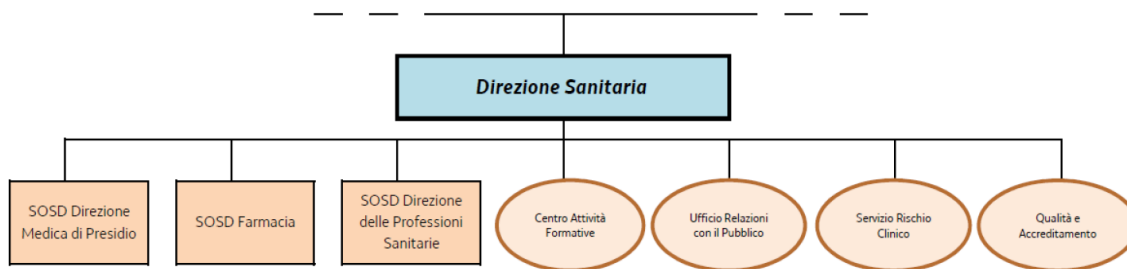 Direzione Sanitaria
SOSD Direzione
Medica di Presidio
SOSD Farmacia
SOSD Direzione
delle Professioni
Sanitarie
Centro Attività
Formative
Ufficio Relazioni
con il Pubblico
Servizio Rischio
Clinico
Qualità e
Accreditamento